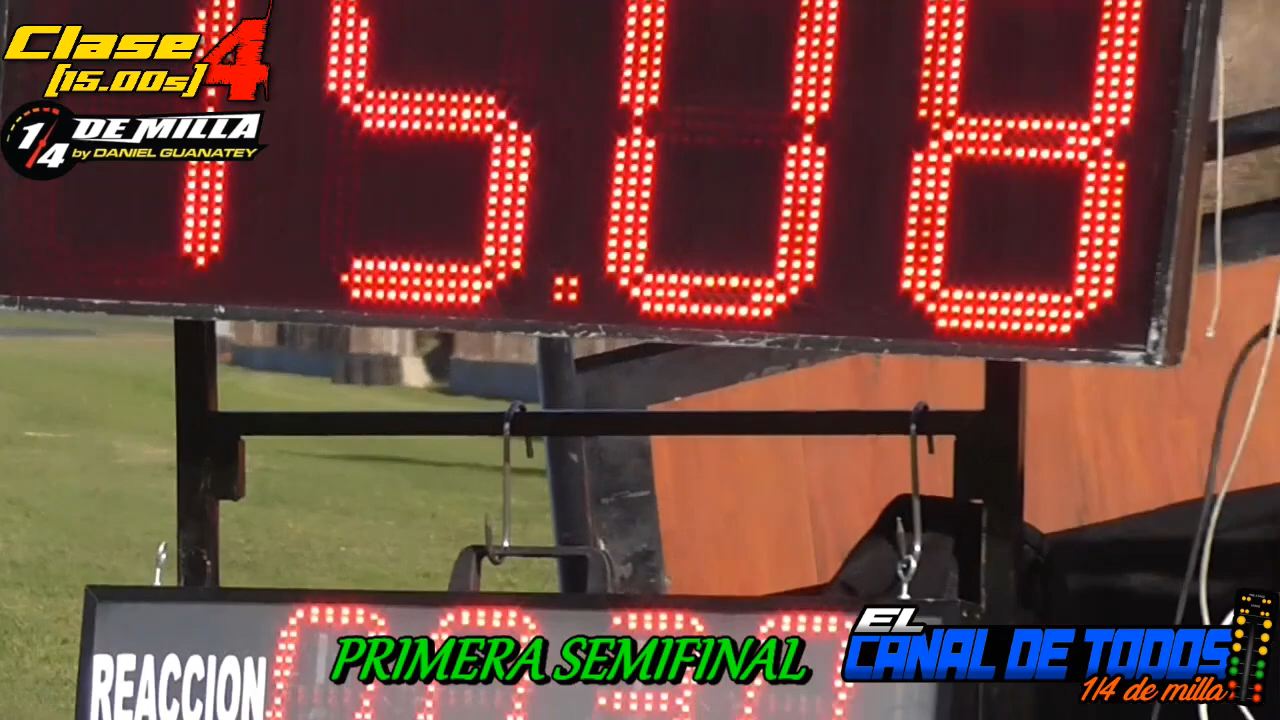 Clase 4
[15.00s]
1/4 DE MILLA
by DANIEL GUANATEY
15.08
REACCION
PRIMERA SEMIFINAL
EL
CANAL DE TODOS
1/4 de milla